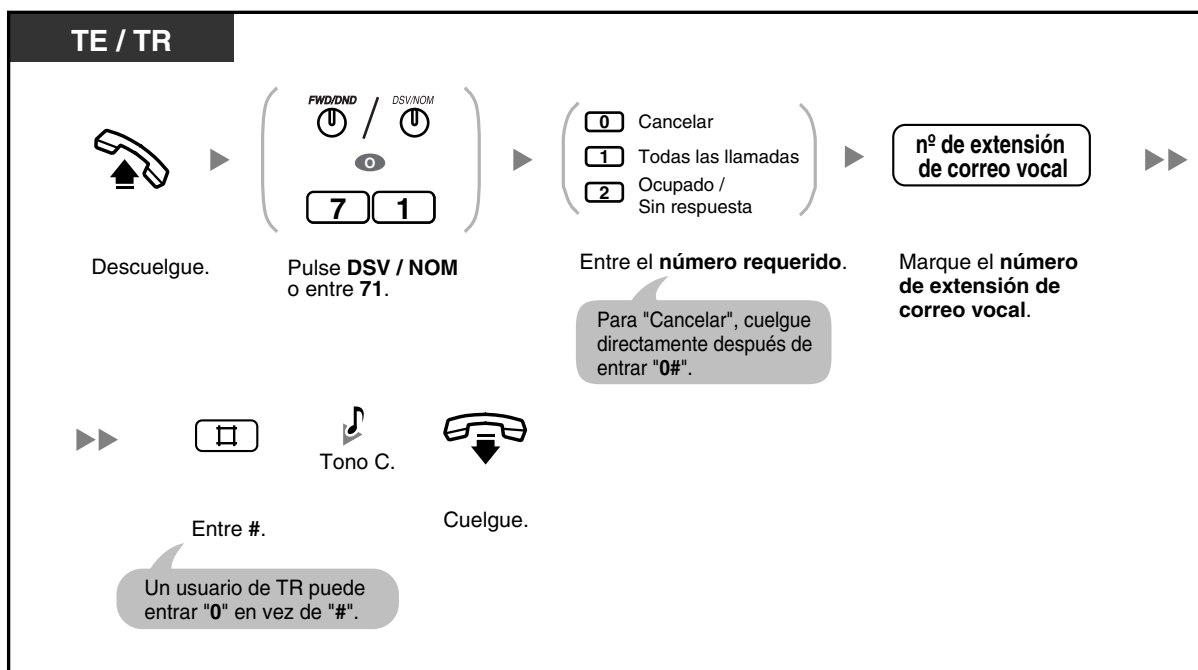 TE / TR
FWD/DND / DSV/NOM
o
7 1
0 Cancelar
1 Todas las llamadas
2 Ocupado /
Sin respuesta
nº de extensión
de correo vocal
Descuelgue.
Pulse DSV / NOM
o entre 71.
Entre el número requerido.
Para "Cancelar", cuelgue
directamente después de
entrar "0#".
Marque el número
de extensión de
correo vocal.
#
Tono C.
Entre #.
Un usuario de TR puede
entrar "0" en vez de "#".
Cuelgue.